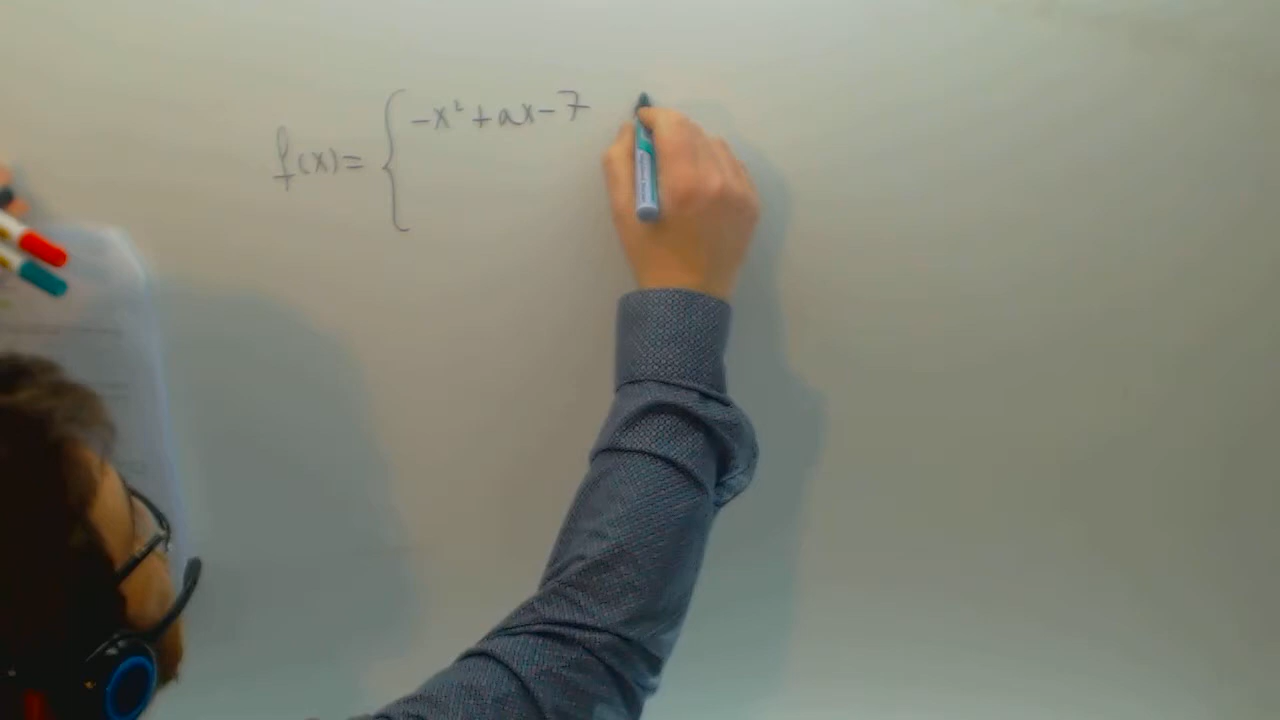 f(x)= { -x²+ax-7